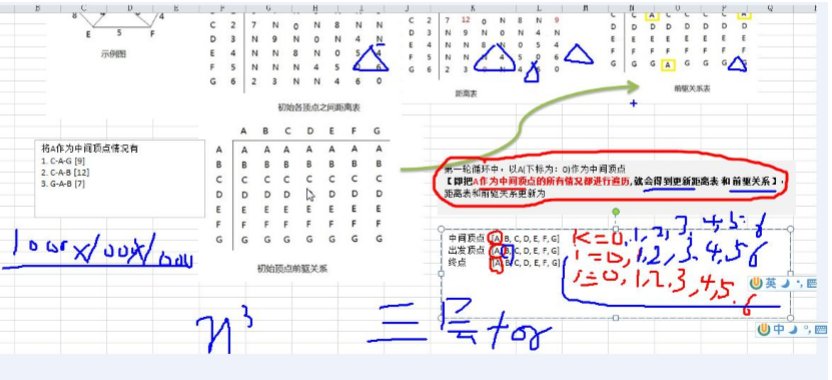 B C D E F G H I J K L M N O P Q
8 4
E 5 F
示例图
C 2 7 N 0 N 8 N N
D 3 N 9 N 0 N 4 N
E 4 N N 8 N 0 5 4
F 5 N N N 4 5 0 6
G 6 2 3 N N 4 6 0
初始各顶点之间距离表
C 2 7 12 0 N 8 N 9
D 3 N 9 N 0 N 4 N
E 4 N N 8 N 0 5 4
F 5 N N N 4 5 0 6
G 6 2 3 N 4 6 0
距离表
C C A C C C A
D D D D D D D
E E E E E E E
F F F F F F F
G G G A G G G
前驱关系表
将A作为中间顶点情况有
1. C-A-G [9]
2. C-A-B [12]
3. G-A-B [7]
A B C D E F G
A A A A A A A A
B B B B B B B B
C C C C C C C C
D D D D D D D D
E E E E E E E E
F F F F F F F F
G G G G G G G G
初始顶点前驱关系
第一轮循环中，以A(下标为：0)作为中间顶点
【即把A作为中间顶点的所有情况都进行遍历,就会得到更新距离表 和 前驱关系】，
距离表和前驱关系更新为
中间顶点 [A, B, C, D, E, F, G] K=0,1,2,3,4,5.6
出发顶点 [A, B, C, D, E, F, G] i=0,1,2,3.4,5.6
终点 [A, B, C, D, E, F, G] j=0,1,2.3,4,5.6
n³ 三 for
英
中